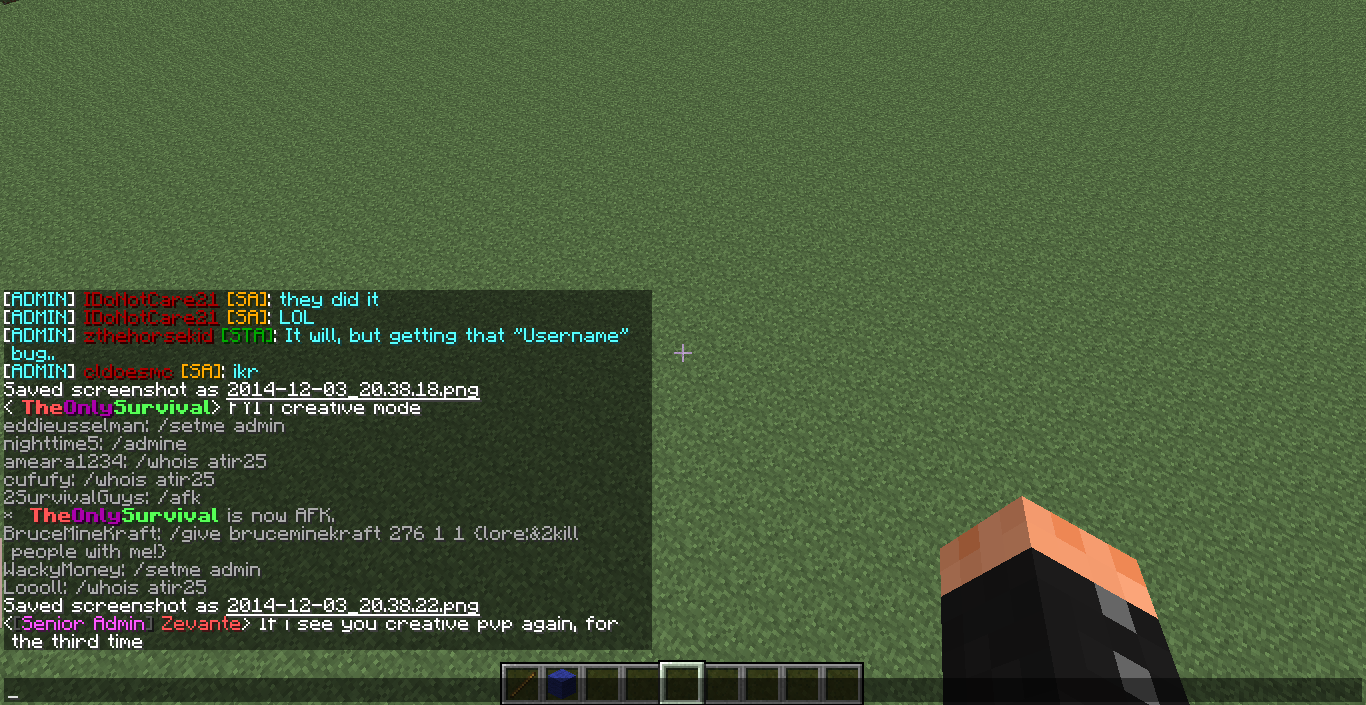 [ADMIN] IDoNotCare21 [SA]: they did it
[ADMIN] IDoNotCare21 [SA]: LOL
[ADMIN] zthehorsekid [STA]: It will, but getting that "Username"
bug..
[ADMIN] cldoesmc [SA]: ikr
Saved screenshot as 2014-12-03_20.38.18.png
< TheOnlySurvival> FYI i creative mode
eddieusselman: /setme admin
nighttime5: /admine
ameara1234: /whois atir25
cufufy: /whois atir25
2SurvivalGuys: /afk
* TheOnlySurvival is now AFK.
BruceMineKraft: /give bruceminekraft 276 1 1 {lore:&2kill
people with me!}
WackyMoney: /setme admin
Loooll: /whois atir25
Saved screenshot as 2014-12-03_20.38.22.png
<[Senior Admin] Zevante> If i see you creative pvp again, for
the third time
_